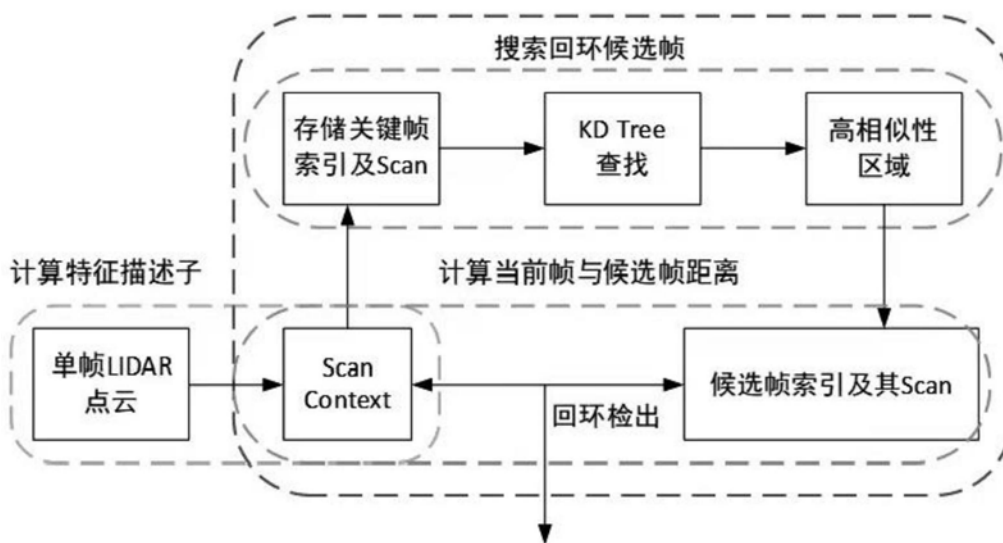 搜索回环候选帧
存储关键帧
索引及Scan
KD Tree
查找
高相似性
区域
计算特征描述子
计算当前帧与候选帧距离
单帧LIDAR
点云
Scan
Context
回环检出
候选帧索引及其Scan